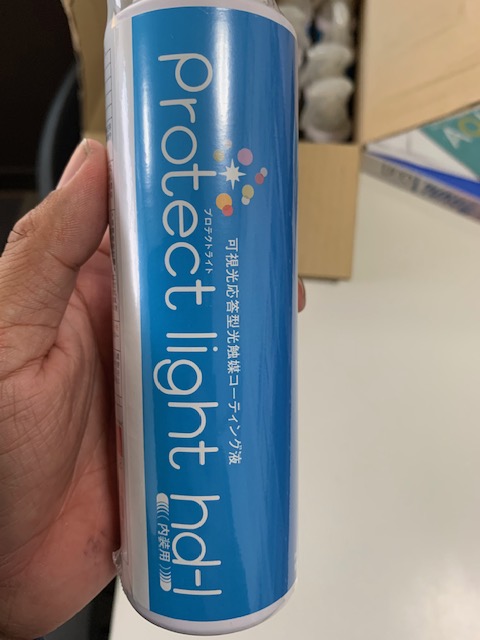 可視光応答型光触媒コーティング液
プロテクトライト
Protect light hd-1
(内装用)